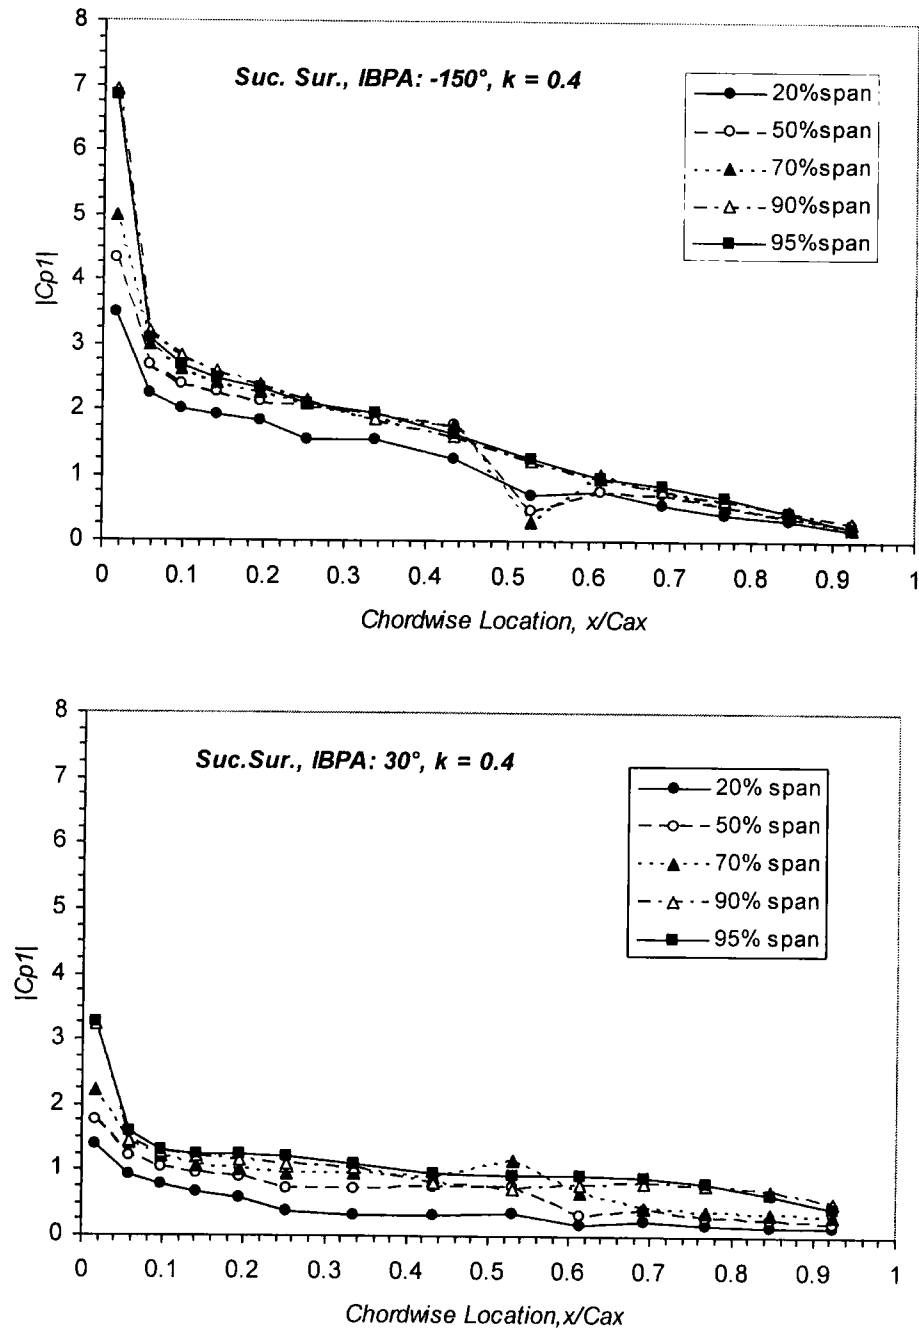 8
7
6
5
4
3
2
1
0
|Cp1|
Suc. Sur., IBPA: -150°, k = 0.4
20%span
50%span
70%span
90%span
95%span
0 0.1 0.2 0.3 0.4 0.5 0.6 0.7 0.8 0.9 1
Chordwise Location, x/Cax
8
7
6
5
4
3
2
1
0
|Cp1|
Suc.Sur., IBPA: 30°, k = 0.4
20% span
50% span
70% span
90% span
95% span
0 0.1 0.2 0.3 0.4 0.5 0.6 0.7 0.8 0.9 1
Chordwise Location,x/Cax